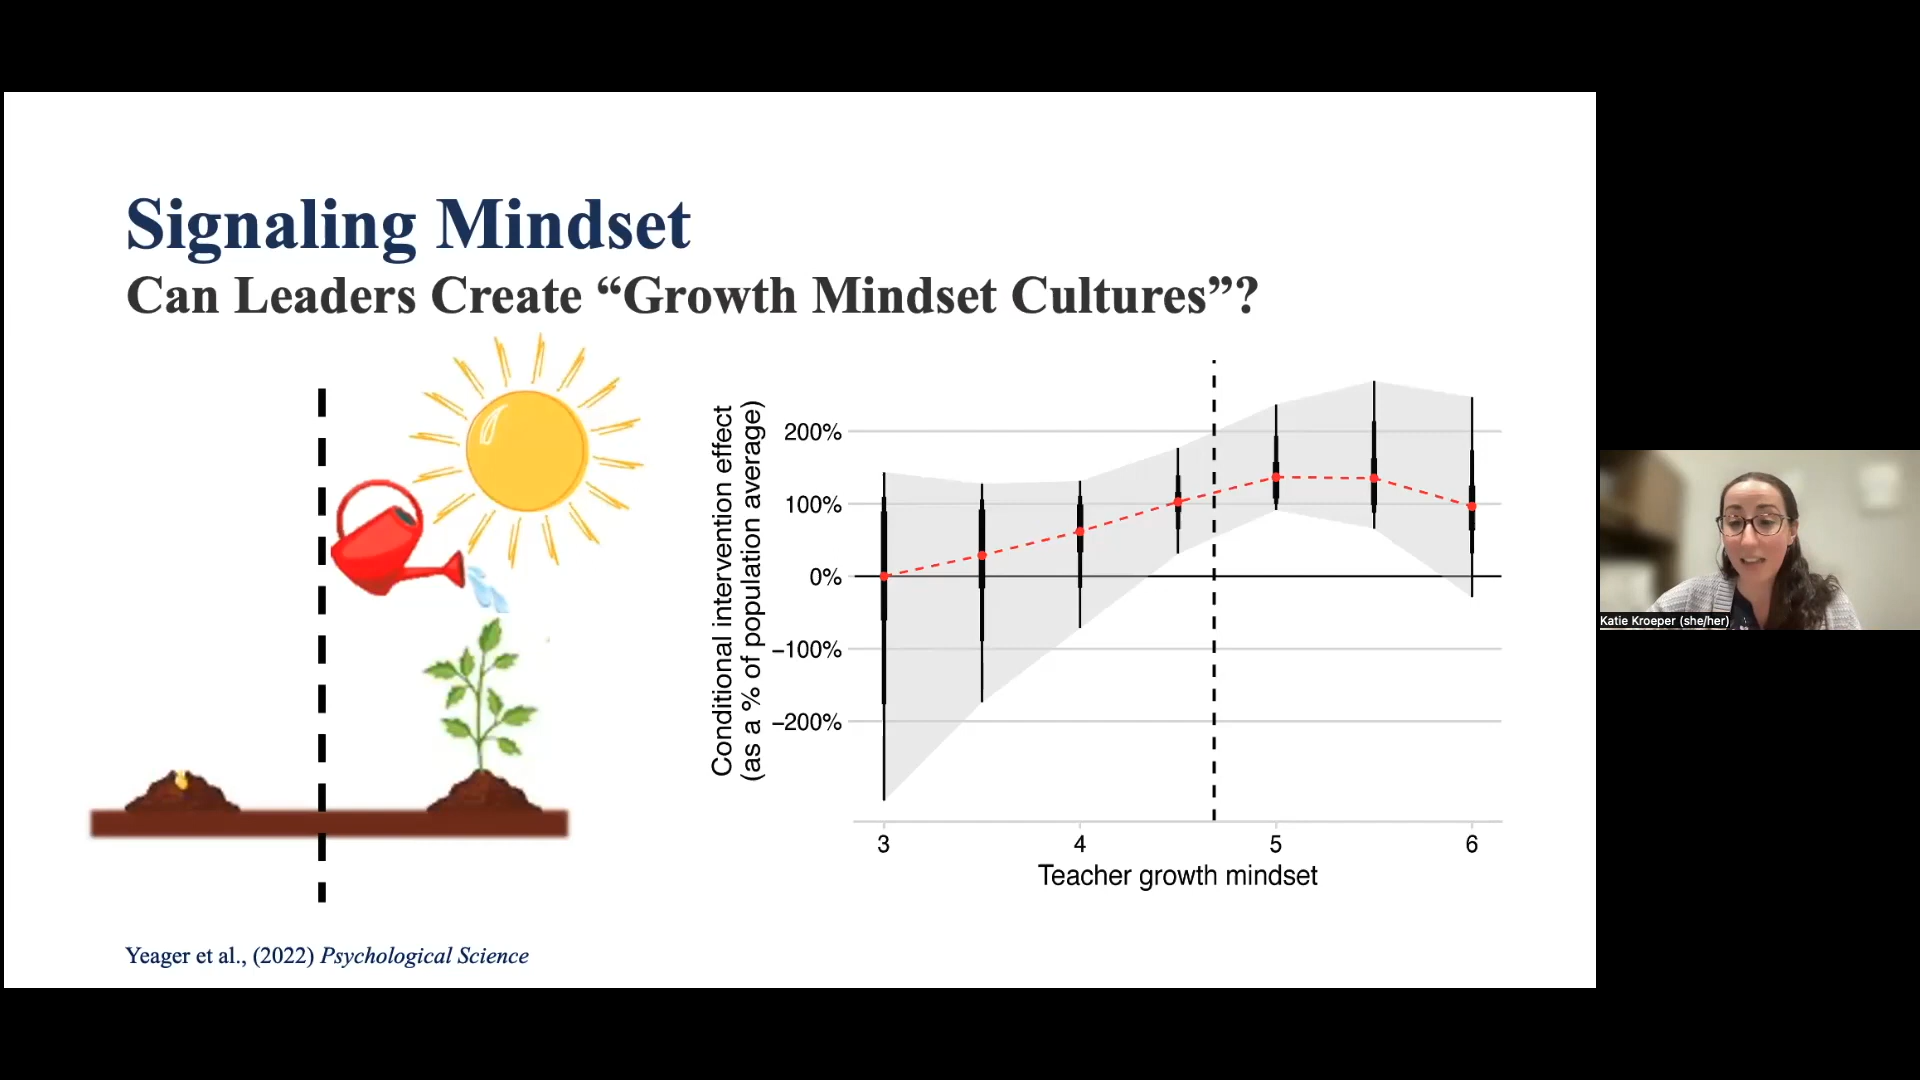 Signaling Mindset
Can Leaders Create “Growth Mindset Cultures”?
Conditional intervention effect
(as a % of population average)
200%
100%
0%
−100%
−200%
3
4
5
6
Teacher growth mindset
Yeager et al., (2022) Psychological Science
Katie Kroeper (she/her)